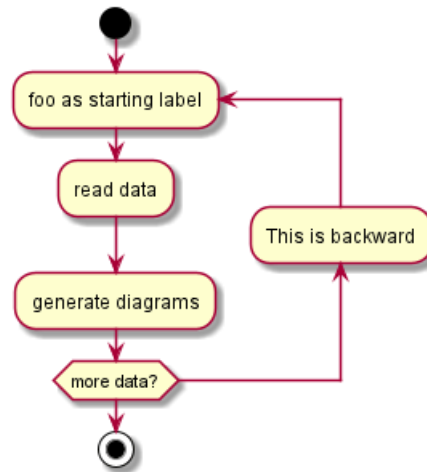 foo as starting label
read data
This is backward
generate diagrams
more data?